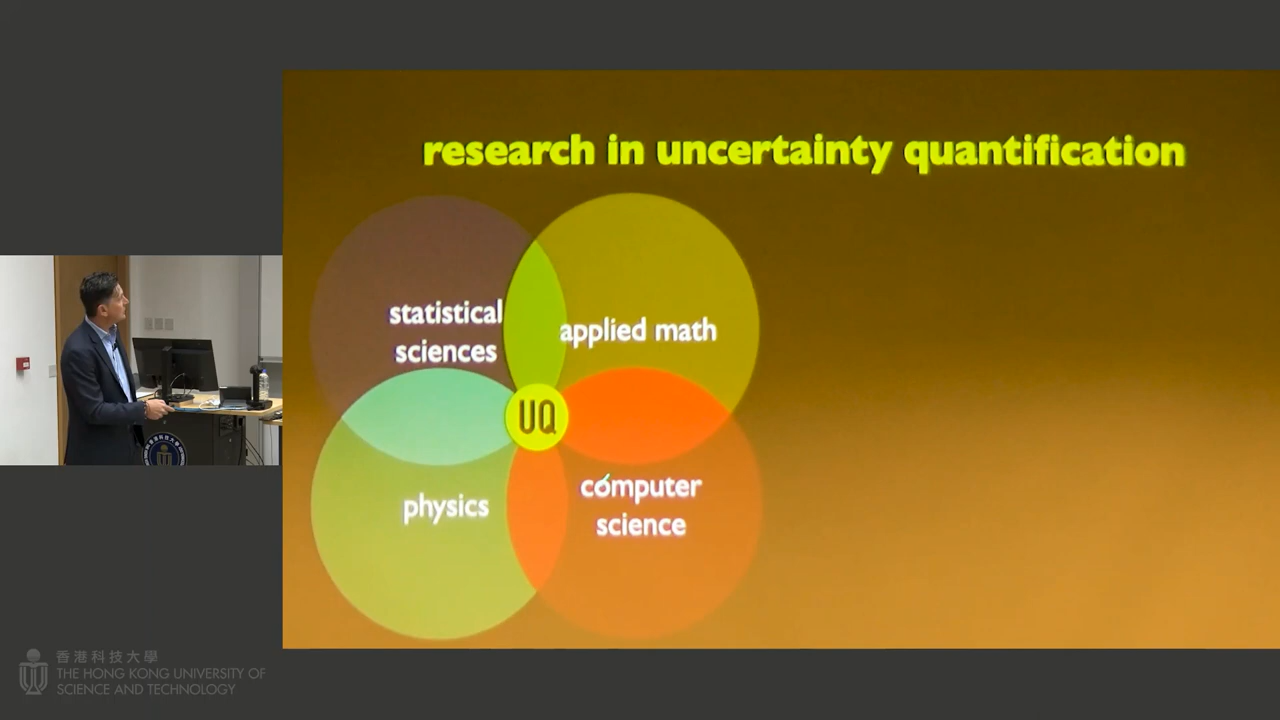 research in uncertainty quantification
statistical
sciences
applied math
UQ
physics
computer
science
香港科技大學
THE HONG KONG UNIVERSITY OF
SCIENCE AND TECHNOLOGY